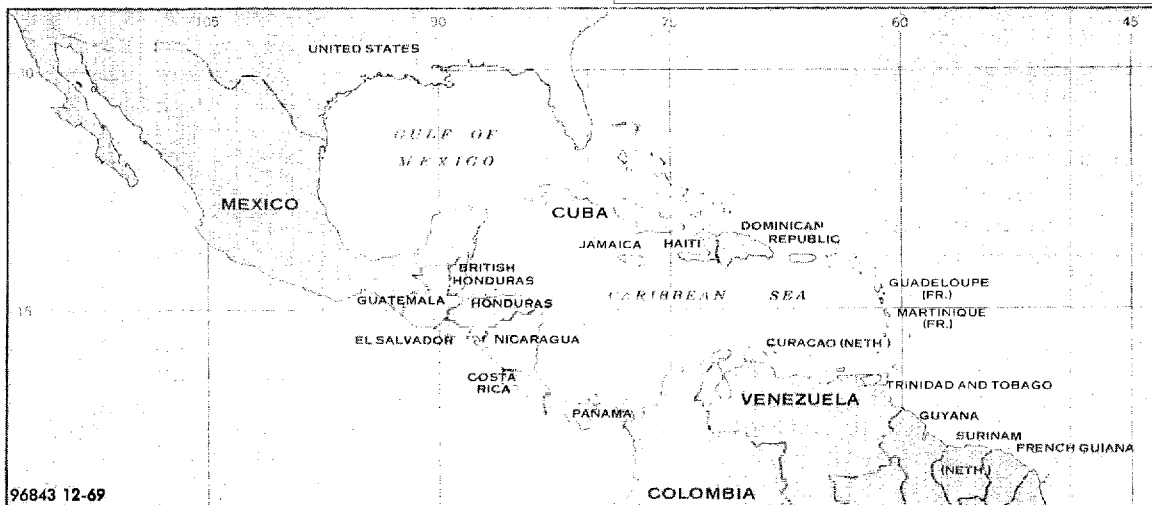 105 90 75 60 45
UNITED STATES
30
GULF OF
MEXICO
MEXICO
CUBA
DOMINICAN
REPUBLIC
JAMAICA HAITI
BRITISH
HONDURAS
GUADELOUPE
(FR.)
GUATEMALA HONDURAS
CARIBBEAN SEA
15
MARTINIQUE
(FR.)
EL SALVADOR NICARAGUA
CURACAO (NETH.)
COSTA
RICA
TRINIDAD AND TOBAGO
VENEZUELA
PANAMA
GUYANA
SURINAM
FRENCH GUIANA
(NETH.)
96843 12-69
COLOMBIA